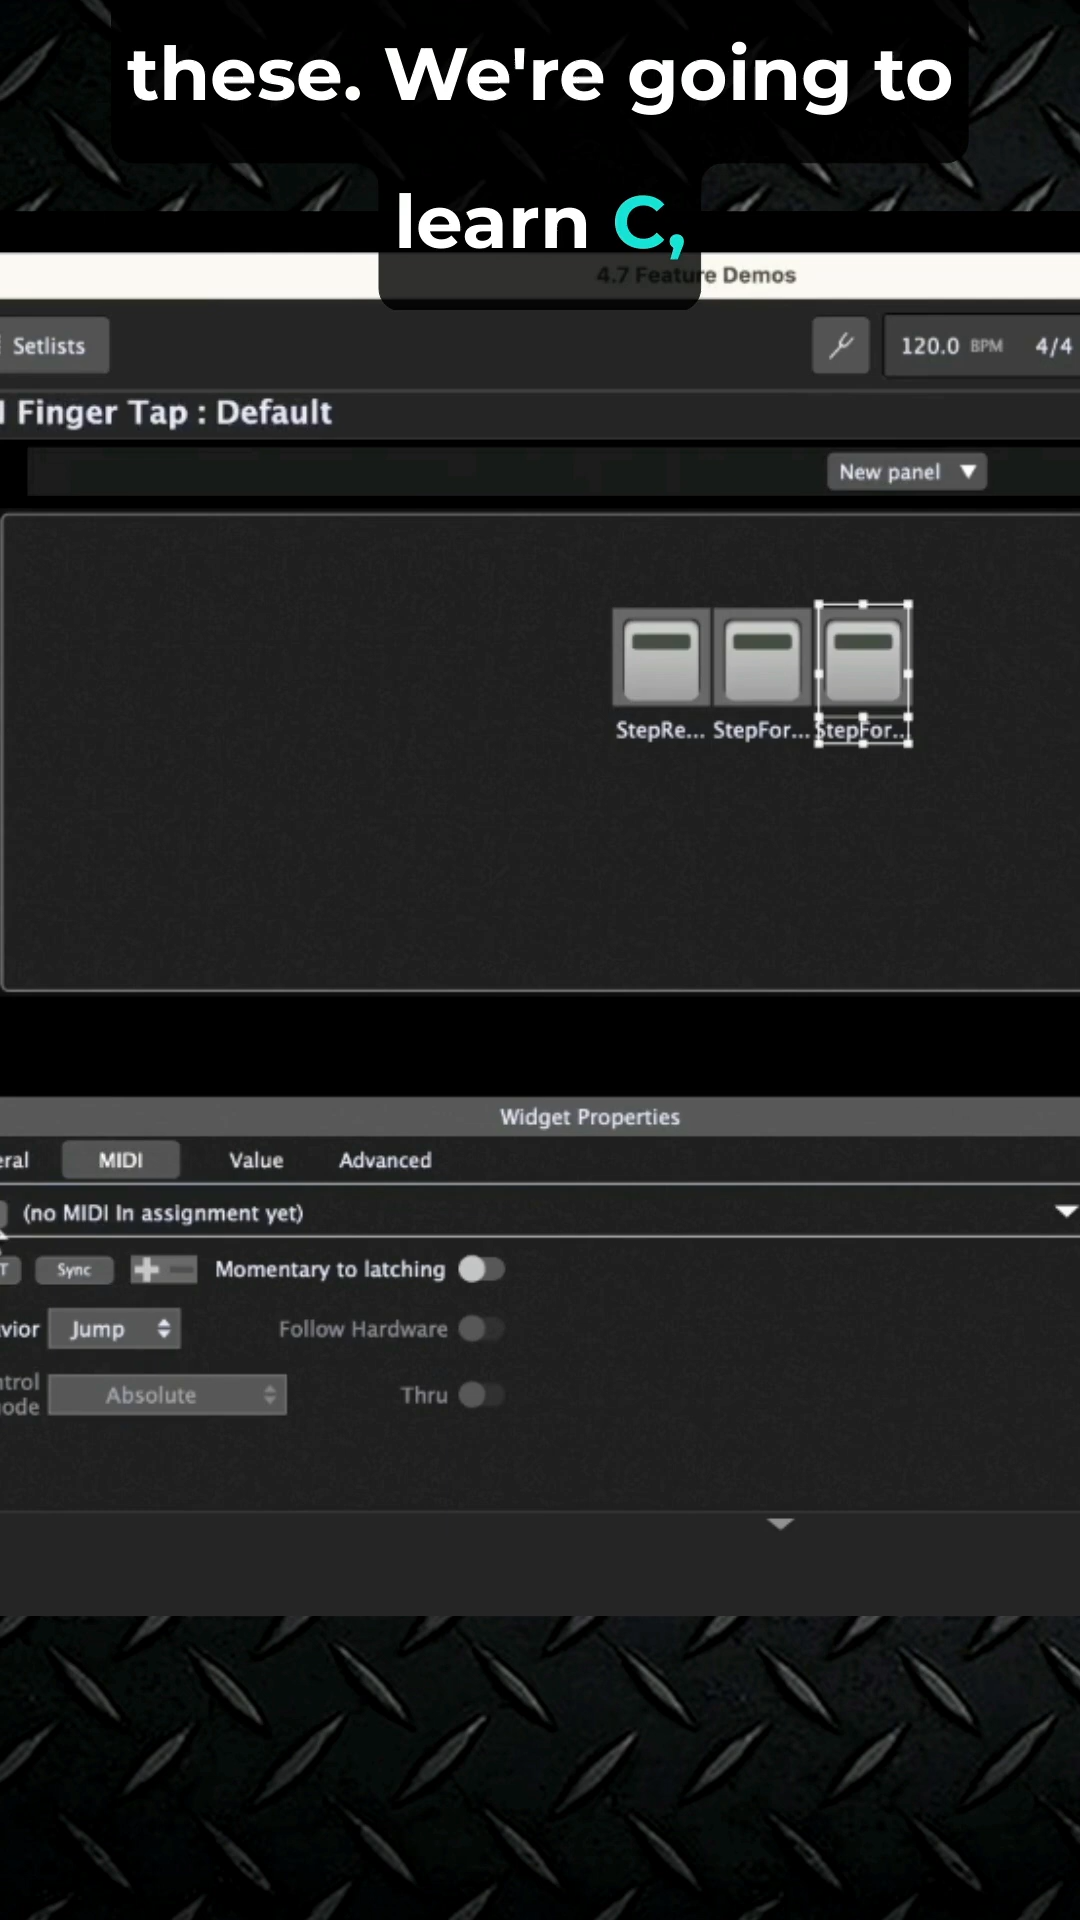 these. We're going to
learn C,
4.7 Feature Demos
Setlists
120.0 BPM 4/4
Finger Tap : Default
New panel
StepRe... StepFor... StepFor...
Widget Properties
eral MIDI Value Advanced
(no MIDI In assignment yet)
T Sync Momentary to latching
vior Jump Follow Hardware
ntrol
ode Absolute Thru